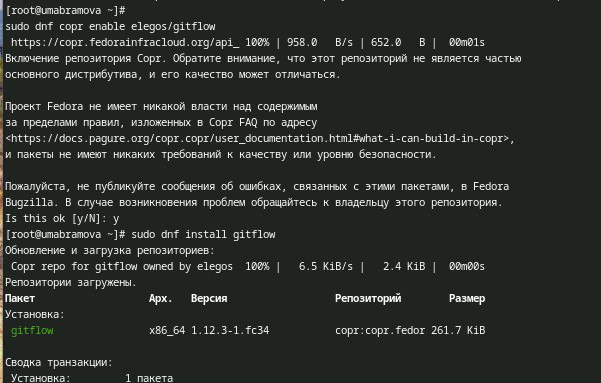 [root@umabramova ~]#
sudo dnf copr enable elegos/gitflow
https://copr.fedorainfracloud.org/api_ 100% | 958.0   B/s | 652.0   B |  00m01s
Включение репозитория Copr. Обратите внимание, что этот репозиторий не является частью
основного дистрибутива, и его качество может отличаться.

Проект Fedora не имеет никакой власти над содержимым
за пределами правил, изложенных в Copr FAQ по адресу
<https://docs.pagure.org/copr.copr/user_documentation.html#what-i-can-build-in-copr>,
и пакеты не имеют никаких требований к качеству или уровню безопасности.

Пожалуйста, не публикуйте сообщения об ошибках, связанных с этими пакетами, в Fedora
Bugzilla. В случае возникновения проблем обращайтесь к владельцу этого репозитория.
Is this ok [y/N]: y
[root@umabramova ~]# sudo dnf install gitflow
Обновление и загрузка репозиториев:
Copr repo for gitflow owned by elegos  100% |   6.5 KiB/s |   2.4 KiB |  00m00s
Репозитории загружены.
Пакет Арх. Версия Репозиторий Размер
Установка:
gitflow x86_64 1.12.3-1.fc34 copr:copr.fedor 261.7 KiB

Сводка транзакции:
Установка: 1 пакета